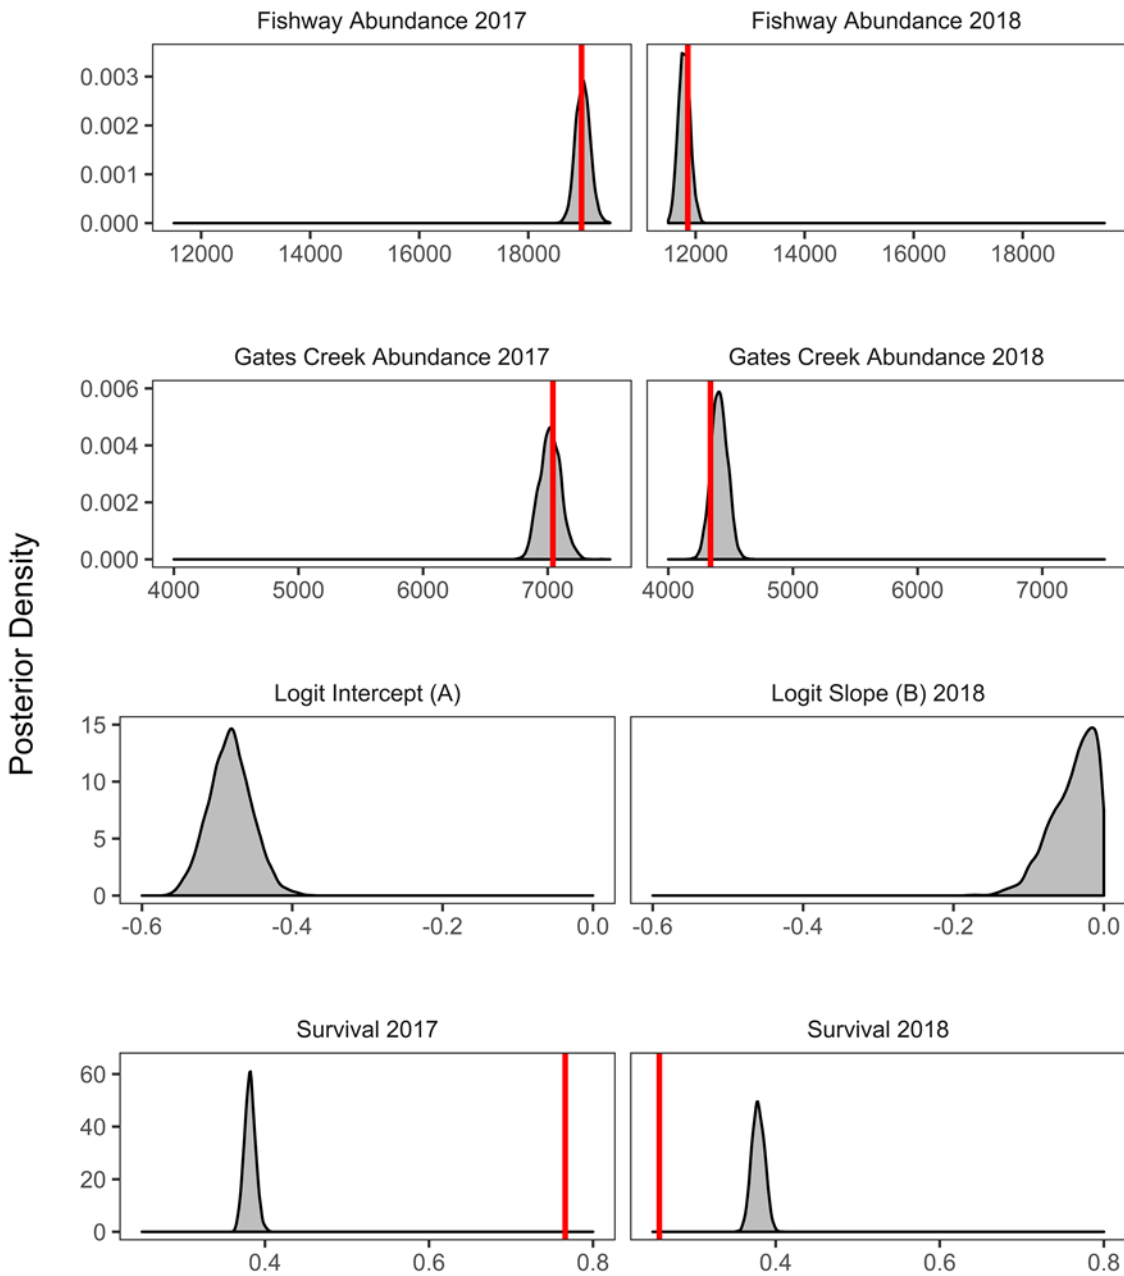 Fishway Abundance 2017 Fishway Abundance 2018
0.003
0.002
0.001
0.000
12000 14000 16000 18000 12000 14000 16000 18000
Gates Creek Abundance 2017 Gates Creek Abundance 2018
0.006
0.004
0.002
0.000
4000 5000 6000 7000 4000 5000 6000 7000
Posterior Density
Logit Intercept (A) Logit Slope (B) 2018
15
10
5
0
-0.6 -0.4 -0.2 0.0 -0.6 -0.4 -0.2 0.0
Survival 2017 Survival 2018
60
40
20
0
0.4 0.6 0.8 0.4 0.6 0.8